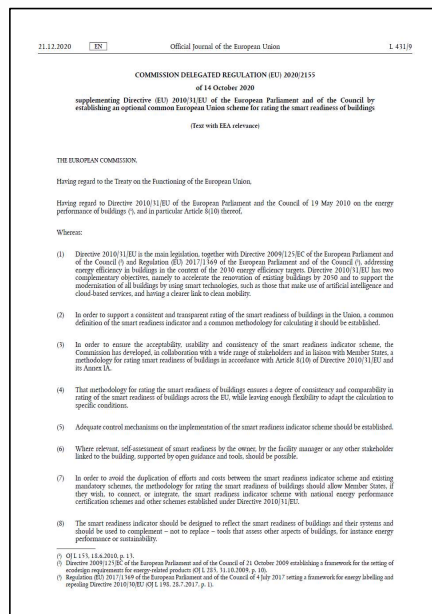 21.12.2020 EN Official Journal of the European Union L 431/9
COMMISSION DELEGATED REGULATION (EU) 2020/2155
of 14 October 2020
supplementing Directive (EU) 2010/31/EU of the European Parliament and of the Council by
establishing an optional common European Union scheme for rating the smart readiness of buildings
(Text with EEA relevance)
THE EUROPEAN COMMISSION,
Having regard to the Treaty on the Functioning of the European Union,
Having regard to Directive 2010/31/EU of the European Parliament and the Council of 19 May 2010 on the energy
performance of buildings (¹), and in particular Article 8(10) thereof,
Whereas:
(1) Directive 2010/31/EU is the main legislation, together with Directive 2009/125/EC of the European Parliament and
of the Council (²) and Regulation (EU) 2017/1369 of the European Parliament and of the Council (³), addressing
energy efficiency in buildings in the context of the 2030 energy efficiency targets. Directive 2010/31/EU has two
complementary objectives, namely to accelerate the renovation of existing buildings by 2050 and to support the
modernisation of all buildings by using smart technologies, such as those that make use of artificial intelligence and
cloud-based services, and having a clearer link to clean mobility.
(2) In order to support a consistent and transparent rating of the smart readiness of buildings in the Union, a common
definition of the smart readiness indicator and a common methodology for calculating it should be established.
(3) In order to ensure the acceptability, usability and consistency of the smart readiness indicator scheme, the
Commission has developed, in collaboration with a wide range of stakeholders and in liaison with Member States, a
methodology for rating smart readiness of buildings in accordance with Article 8(10) of Directive 2010/31/EU and
its Annex IA.
(4) That methodology for rating the smart readiness of buildings ensures a degree of consistency and comparability in
rating of the smart readiness of buildings across the EU, while leaving enough flexibility to adapt the calculation to
specific conditions.
(5) Adequate control mechanisms on the implementation of the smart readiness indicator scheme should be established.
(6) Where relevant, self-assessment of smart readiness by the owner, by the facility manager or any other stakeholder
linked to the building, supported by open guidance and tools, should be possible.
(7) In order to avoid the duplication of efforts and costs between the smart readiness indicator scheme and existing
mandatory schemes, the methodology for rating the smart readiness of buildings should allow Member States, if
they wish, to connect, or integrate, the smart readiness indicator scheme with national energy performance
certification schemes and other schemes established under Directive 2010/31/EU.
(8) The smart readiness indicator should be designed to reflect the smart readiness of buildings and their systems and
should be used to complement – not to replace – tools that assess other aspects of buildings, for instance energy
performance or sustainability.
(¹) OJ L 153, 18.6.2010, p. 13.
(²) Directive 2009/125/EC of the European Parliament and of the Council of 21 October 2009 establishing a framework for the setting of
ecodesign requirements for energy-related products (OJ L 285, 31.10.2009, p. 10).
(³) Regulation (EU) 2017/1369 of the European Parliament and of the Council of 4 July 2017 setting a framework for energy labelling and
repealing Directive 2010/30/EU (OJ L 198, 28.7.2017, p. 1).